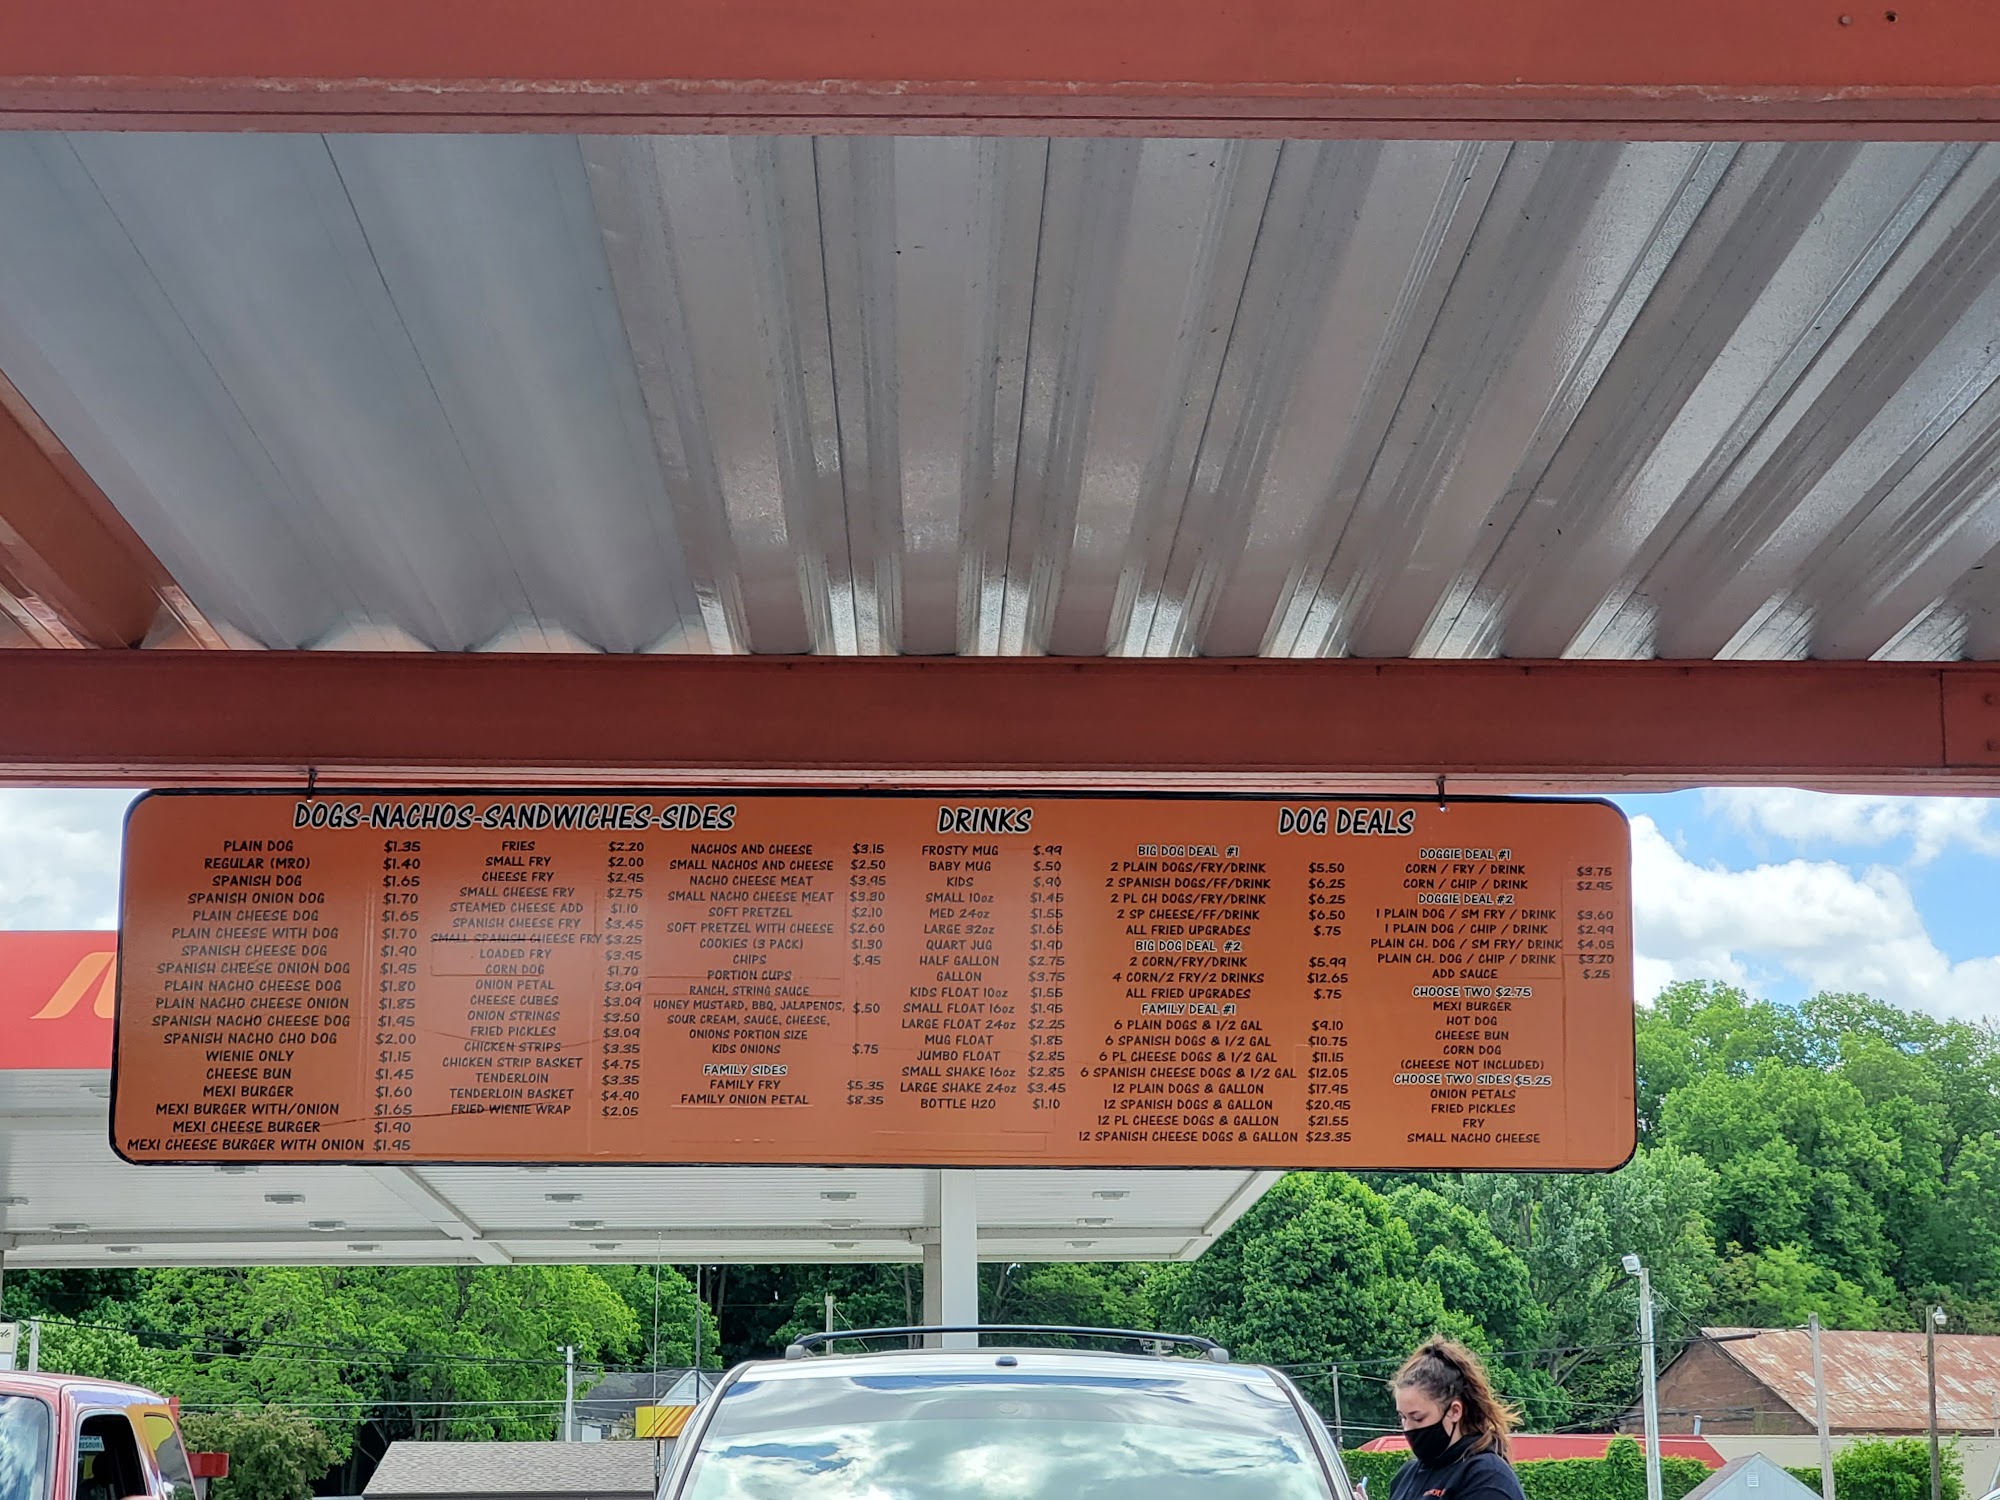 DOGS-NACHOS-SANDWICHES-SIDES
PLAIN DOG $1.35
REGULAR (MRO) $1.40
SPANISH DOG $1.65
SPANISH ONION DOG $1.70
PLAIN CHEESE DOG $1.65
PLAIN CHEESE WITH DOG $1.70
SPANISH CHEESE DOG $1.90
SPANISH CHEESE ONION DOG $1.95
PLAIN NACHO CHEESE DOG $1.80
PLAIN NACHO CHEESE ONION $1.85
SPANISH NACHO CHEESE DOG $1.95
SPANISH NACHO CHO DOG $2.00
WIENIE ONLY $1.15
CHEESE BUN $1.45
MEXI BURGER $1.60
MEXI BURGER WITH/ONION $1.65
MEXI CHEESE BURGER $1.90
MEXI CHEESE BURGER WITH ONION $1.95
FRIES $2.20
SMALL FRY $2.00
CHEESE FRY $2.95
SMALL CHEESE FRY $2.75
STEAMED CHEESE ADD $1.10
SPANISH CHEESE FRY $3.45
SMALL SPANISH CHEESE FRY $3.25
LOADED FRY $3.95
CORN DOG $1.70
ONION PETAL $3.09
CHEESE CUBES $3.09
ONION STRINGS $3.50
FRIED PICKLES $3.09
CHICKEN STRIPS $3.35
CHICKEN STRIP BASKET $4.75
TENDERLOIN $3.35
TENDERLOIN BASKET $4.90
FRIED WIENIE WRAP $2.05
NACHOS AND CHEESE $3.15
SMALL NACHOS AND CHEESE $2.50
NACHO CHEESE MEAT $3.95
SMALL NACHO CHEESE MEAT $3.30
SOFT PRETZEL $2.10
SOFT PRETZEL WITH CHEESE $2.60
COOKIES (3 PACK) $1.30
CHIPS $.95
PORTION CUPS
RANCH, STRING SAUCE
HONEY MUSTARD, BBQ, JALAPENOS, $.50
SOUR CREAM, SAUCE, CHEESE,
ONIONS PORTION SIZE
KIDS ONIONS $.75
FAMILY SIDES
FAMILY FRY $5.35
FAMILY ONION PETAL $8.35
DRINKS
FROSTY MUG $.99
BABY MUG $.50
KIDS $.90
SMALL 10oz $1.45
MED 24oz $1.55
LARGE 32oz $1.65
QUART JUG $1.90
HALF GALLON $2.75
GALLON $3.75
KIDS FLOAT 10oz $1.55
SMALL FLOAT 16oz $1.95
LARGE FLOAT 24oz $2.25
MUG FLOAT $1.85
JUMBO FLOAT $2.85
SMALL SHAKE 16oz $2.85
LARGE SHAKE 24oz $3.45
BOTTLE H2O $1.10
DOG DEALS
BIG DOG DEAL #1
2 PLAIN DOGS/FRY/DRINK $5.50
2 SPANISH DOGS/FF/DRINK $6.25
2 PL CH DOGS/FRY/DRINK $6.25
2 SP CHEESE/FF/DRINK $6.50
ALL FRIED UPGRADES $.75
BIG DOG DEAL #2
2 CORN/FRY/DRINK $5.99
4 CORN/2 FRY/2 DRINKS $12.65
ALL FRIED UPGRADES $.75
FAMILY DEAL #1
6 PLAIN DOGS & 1/2 GAL $9.10
6 SPANISH DOGS & 1/2 GAL $10.75
6 PL CHEESE DOGS & 1/2 GAL $11.15
6 SPANISH CHEESE DOGS & 1/2 GAL $12.05
12 PLAIN DOGS & GALLON $17.95
12 SPANISH DOGS & GALLON $20.95
12 PL CHEESE DOGS & GALLON $21.55
12 SPANISH CHEESE DOGS & GALLON $23.35
DOGGIE DEAL #1
CORN / FRY / DRINK $3.75
CORN / CHIP / DRINK $2.95
DOGGIE DEAL #2
1 PLAIN DOG / SM FRY / DRINK $3.60
1 PLAIN DOG / CHIP / DRINK $2.99
PLAIN CH. DOG / SM FRY/ DRINK $4.05
PLAIN CH. DOG / CHIP / DRINK $3.20
ADD SAUCE $.25
CHOOSE TWO $2.75
MEXI BURGER
HOT DOG
CHEESE BUN
CORN DOG
(CHEESE NOT INCLUDED)
CHOOSE TWO SIDES $5.25
ONION PETALS
FRIED PICKLES
FRY
SMALL NACHO CHEESE